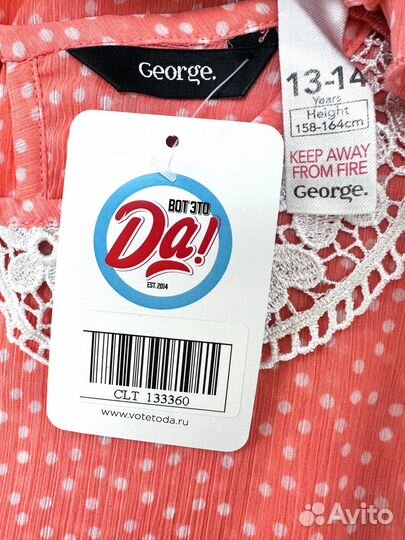 George.
13-14
Years
Height
158-164cm
KEEP AWAY
FROM FIRE
George.
ВОТ ЭТО
Да!
EST. 2014
CLT 133360
www.votetoda.ru
Avito